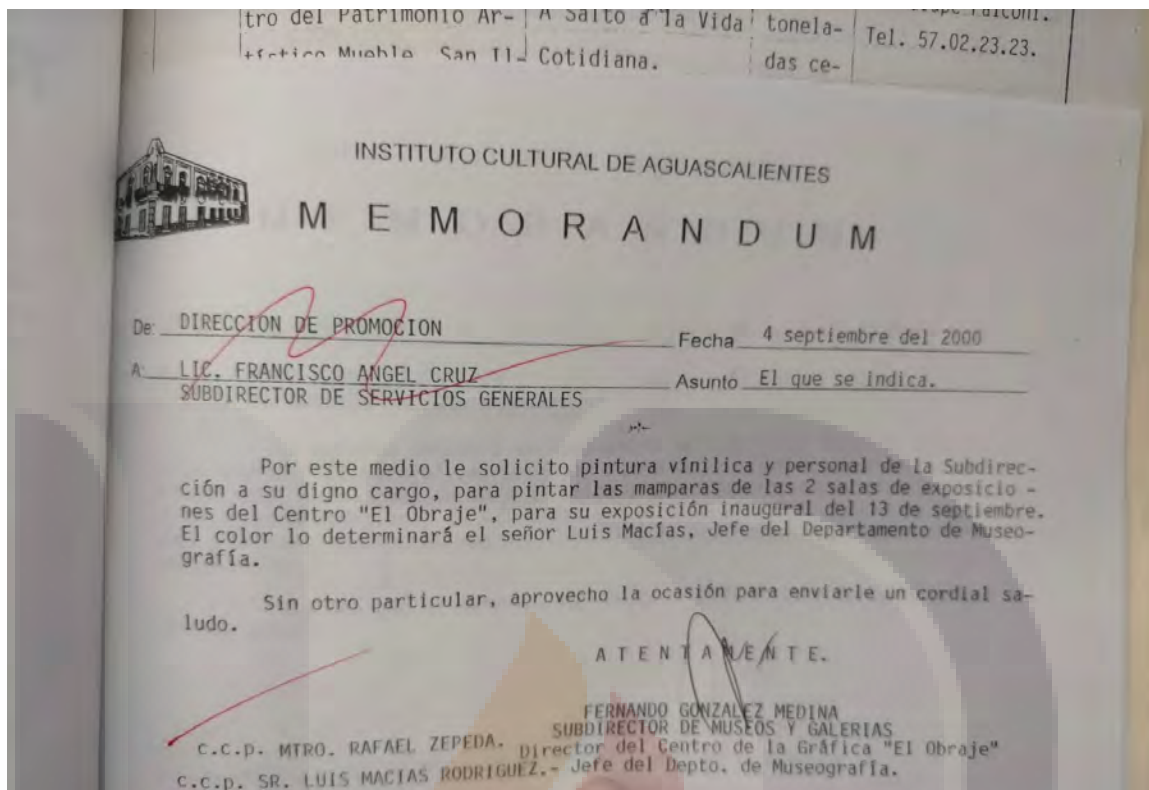 tro del Patrimonio Ar- A Salto a la Vida tonela-
Tel. 57.02.23.23.
Mueble San Il- Cotidiana. das ce-
INSTITUTO CULTURAL DE AGUASCALIENTES
MEMORANDUM
De: DIRECCION DE PROMOCION Fecha 4 septiembre del 2000
A: LIC. FRANCISCO ANGEL CRUZ Asunto El que se indica.
SUBDIRECTOR DE SERVICIOS GENERALES
Por este medio le solicito pintura vínilica y personal de la Subdirec-
ción a su digno cargo, para pintar las mamparas de las 2 salas de exposicio -
nes del Centro "El Obraje", para su exposición inaugural del 13 de septiembre.
El color lo determinará el señor Luis Macías, Jefe del Departamento de Museo-
grafía.
Sin otro particular, aprovecho la ocasión para enviarle un cordial sa-
ludo.
A T E N T A M E N T E.
FERNANDO GONZALEZ MEDINA
SUBDIRECTOR DE MUSEOS Y GALERIAS
c.c.p. MTRO. RAFAEL ZEPEDA. Director del Centro de la Gráfica "El Obraje"
c.c.p. SR. LUIS MACIAS RODRIGUEZ.- Jefe del Depto. de Museografía.